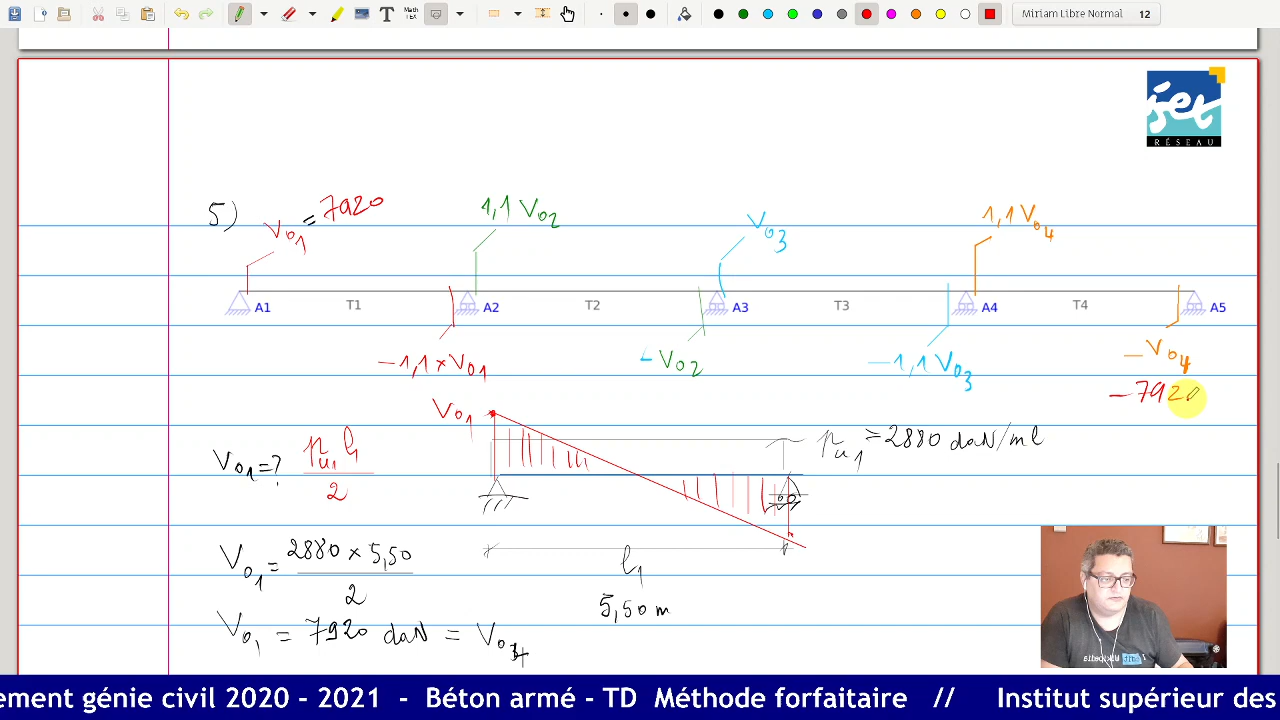 Miriam Libre Normal 12
T Math TEX
jset
RÉSEAU
5)
V01 = 7920
1,1 V02
V03
1,1 V04
A1 T1 A2 T2 A3 T3 A4 T4 A5
-1,1 × V01
- V02
-1,1 V03
- V04
-7920
V01
V01 = ? pu1 l1 / 2
pu1 = 2880 daN/ml
V01 = 2880 × 5,50 / 2
l1
5,50 m
V01 = 7920 daN = V04
ement génie civil 2020 - 2021 - Béton armé - TD Méthode forfaitaire // Institut supérieur des